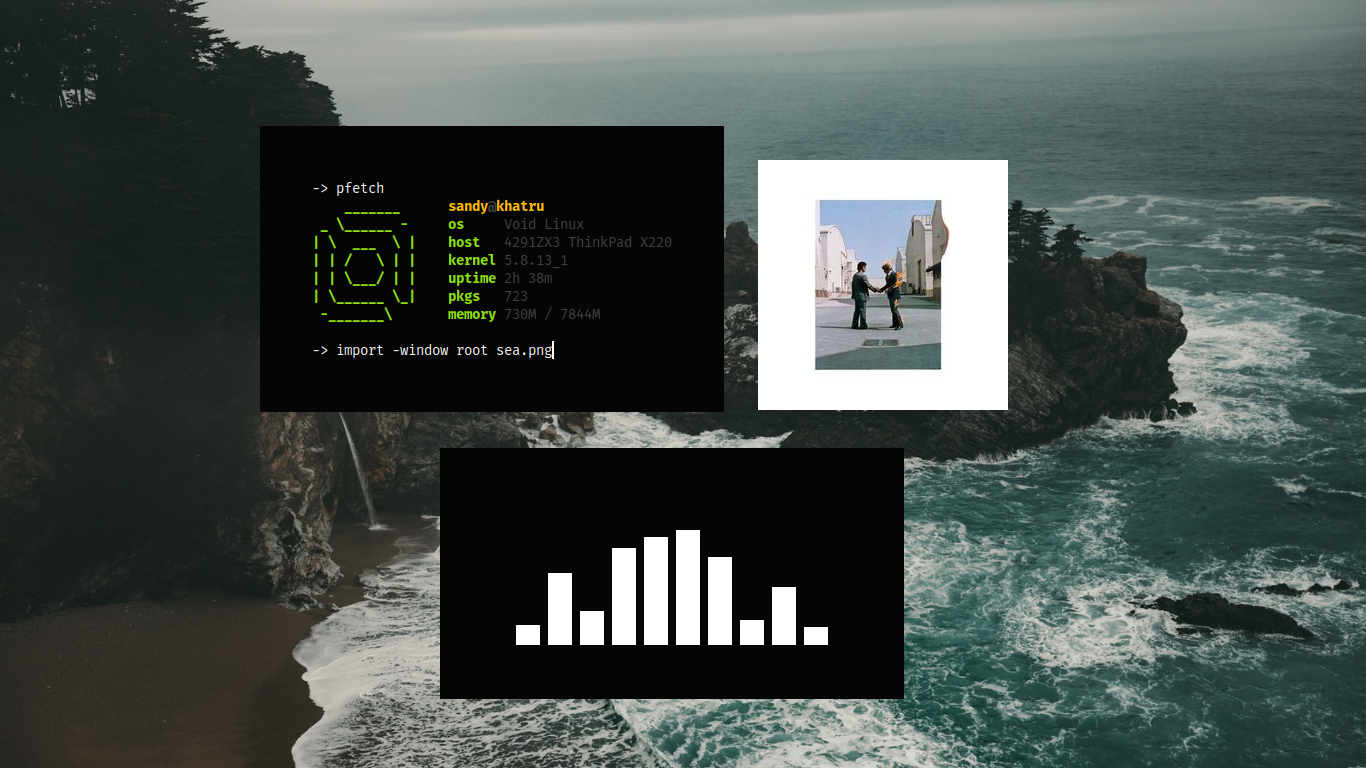 -> pfetch
sandy@khatru
os Void Linux
host 4291ZX3 ThinkPad X220
kernel 5.8.13_1
uptime 2h 38m
pkgs 723
memory 730M / 7844M
-> import -window root sea.png